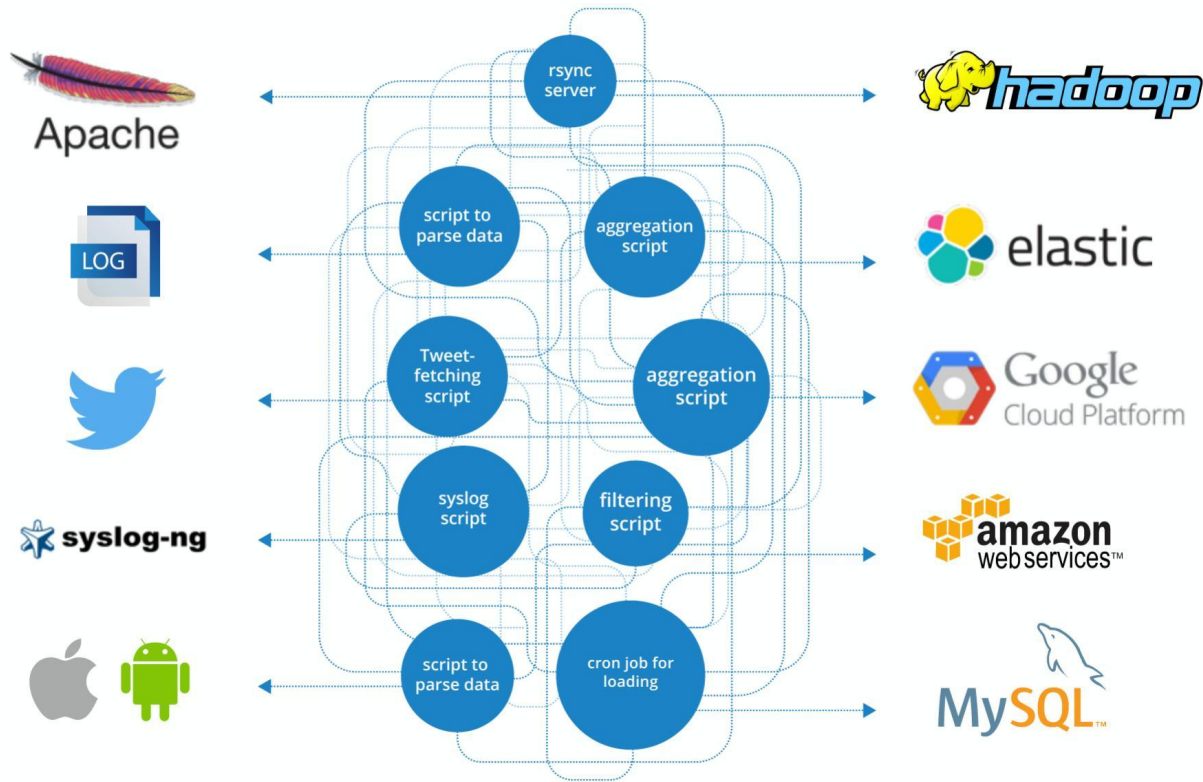 rsync
server
Apache
hadoop
script to
parse data
aggregation
script
LOG
elastic
Tweet-
fetching
script
aggregation
script
Google
Cloud Platform
syslog
script
filtering
script
syslog-ng
amazon
web services™
script to
parse data
cron job for
loading
MySQL™